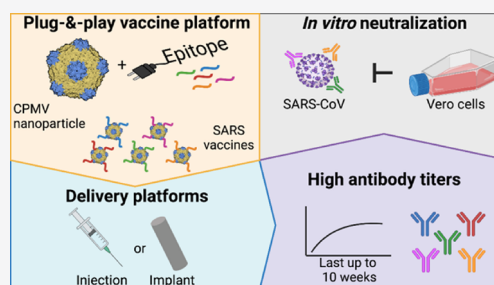 Plug-&-play vaccine platform
+
Epitope
CPMV
nanoparticle
SARS
vaccines
In vitro neutralization
SARS-CoV
Vero cells
Delivery platforms
or
Injection
Implant
High antibody titers
Last up to
10 weeks